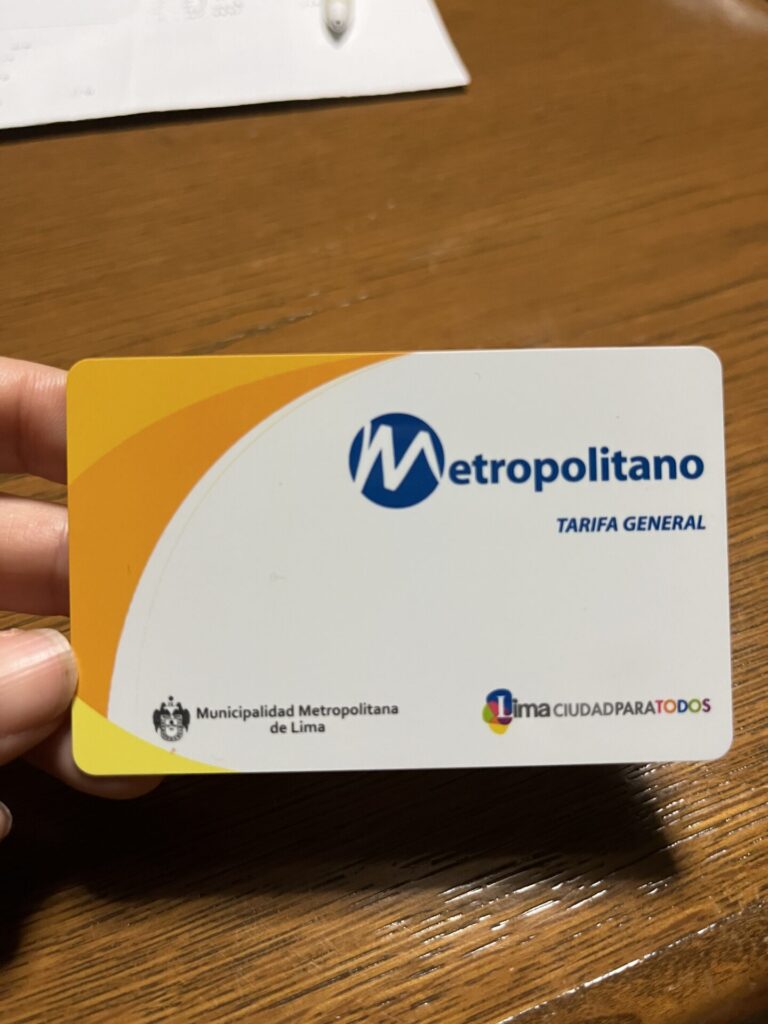 Metropolitano
TARIFA GENERAL
Municipalidad Metropolitana
de Lima
Lima CIUDADPARATODOS